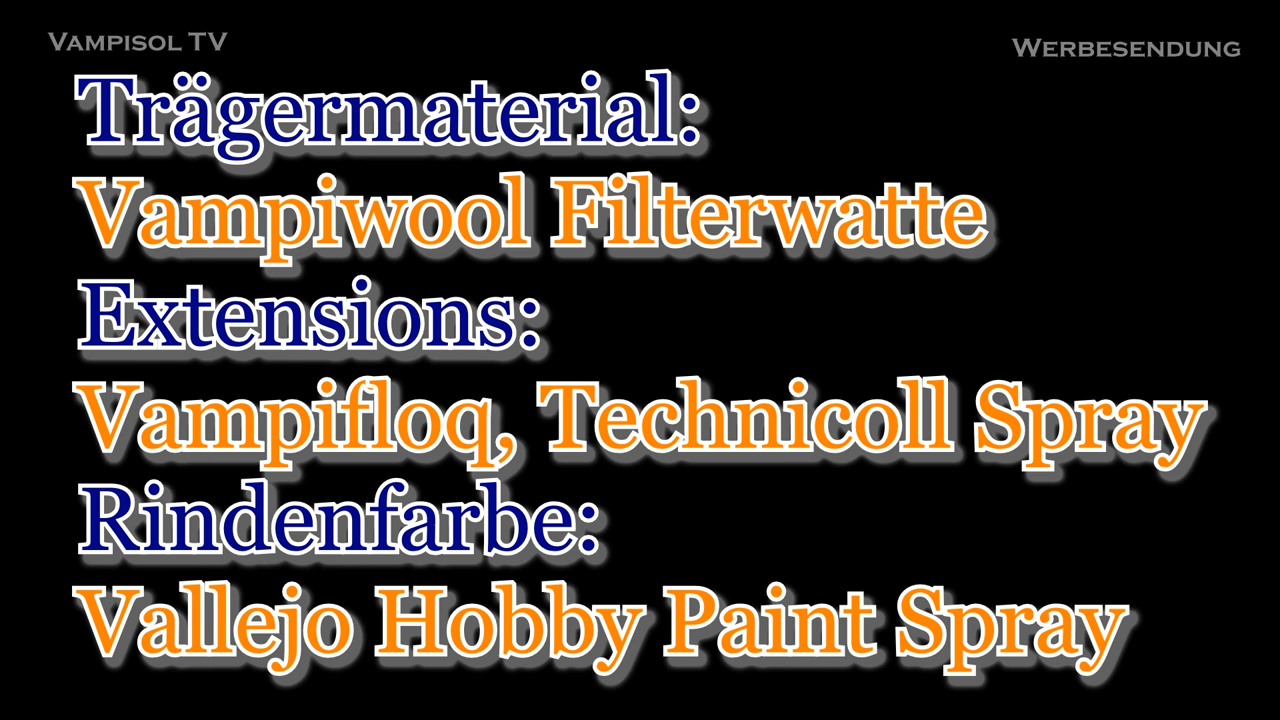 Vampisol TV
Werbesendung
Trägermaterial:
Vampiwool Filterwatte
Extensions:
Vampifloq, Technicoll Spray
Rindenfarbe:
Vallejo Hobby Paint Spray